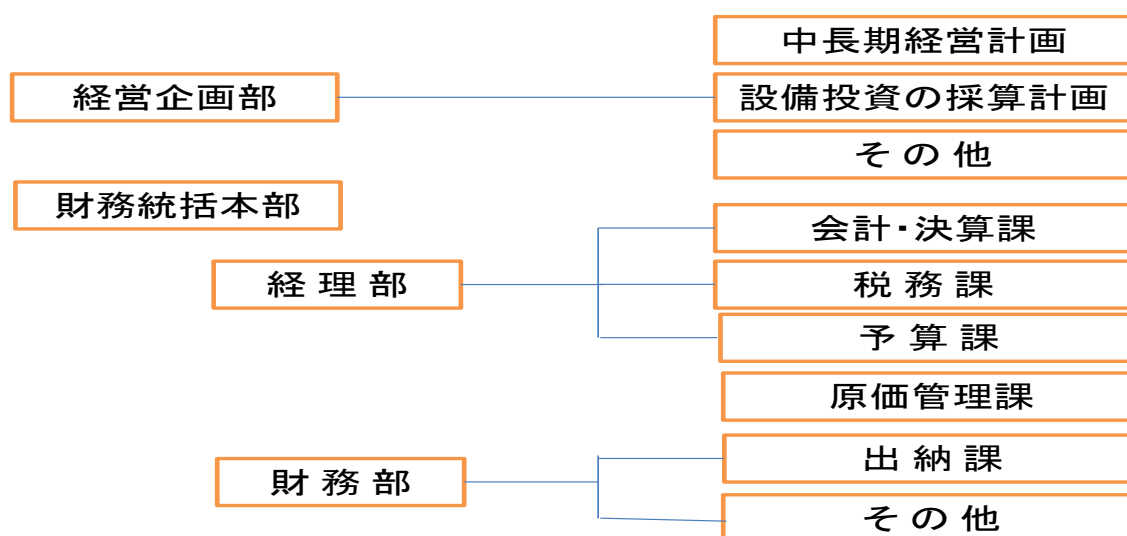 中長期経営計画
経営企画部
設備投資の採算計画
その他
財務統括本部
会計・決算課
経理部
税務課
予算課
原価管理課
出納課
財務部
その他